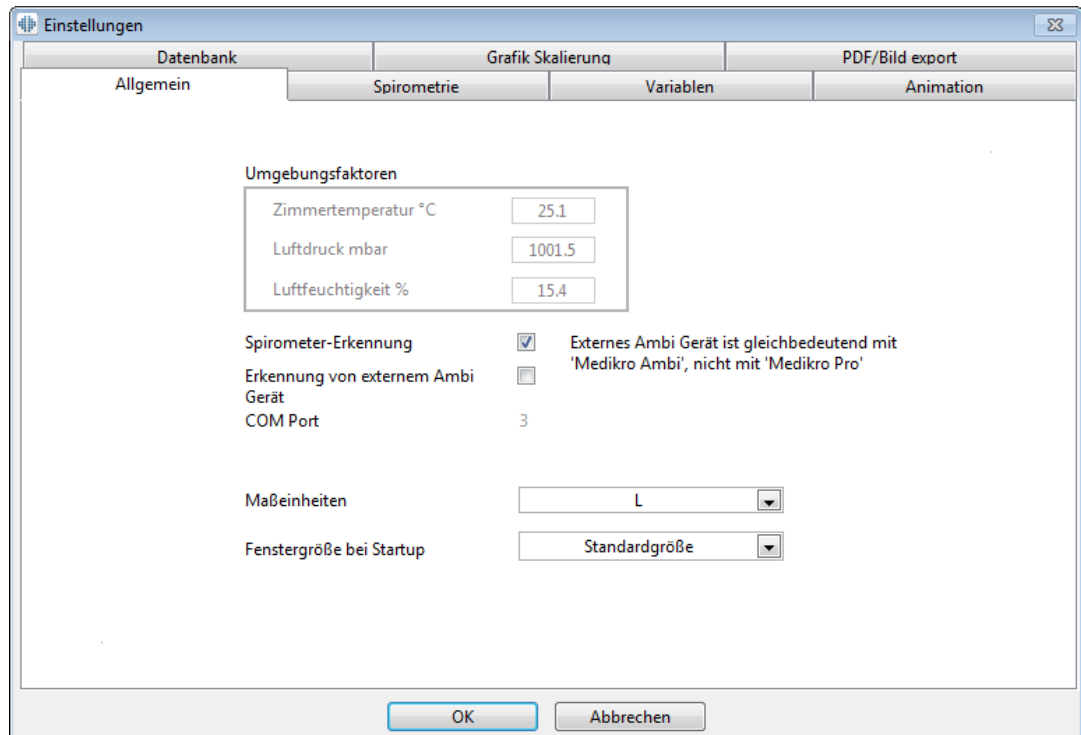 Einstellungen
Datenbank Grafik Skalierung PDF/Bild export
Allgemein Spirometrie Variablen Animation
Umgebungsfaktoren
Zimmertemperatur °C 25.1
Luftdruck mbar 1001.5
Luftfeuchtigkeit % 15.4
Spirometer-Erkennung Externes Ambi Gerät ist gleichbedeutend mit
'Medikro Ambi', nicht mit 'Medikro Pro'
Erkennung von externem Ambi
Gerät
COM Port 3
Maßeinheiten L
Fenstergröße bei Startup Standardgröße
OK Abbrechen